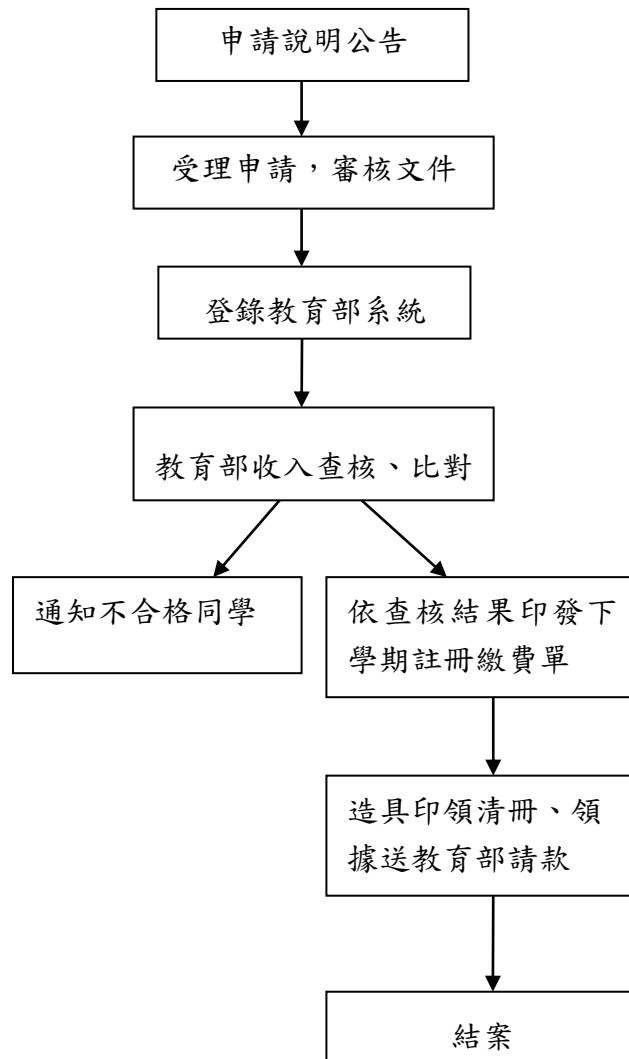 申請說明公告
受理申請，審核文件
登錄教育部系統
教育部收入查核、比對
通知不合格同學
依查核結果印發下
學期註冊繳費單
造具印領清冊、領
據送教育部請款
結案